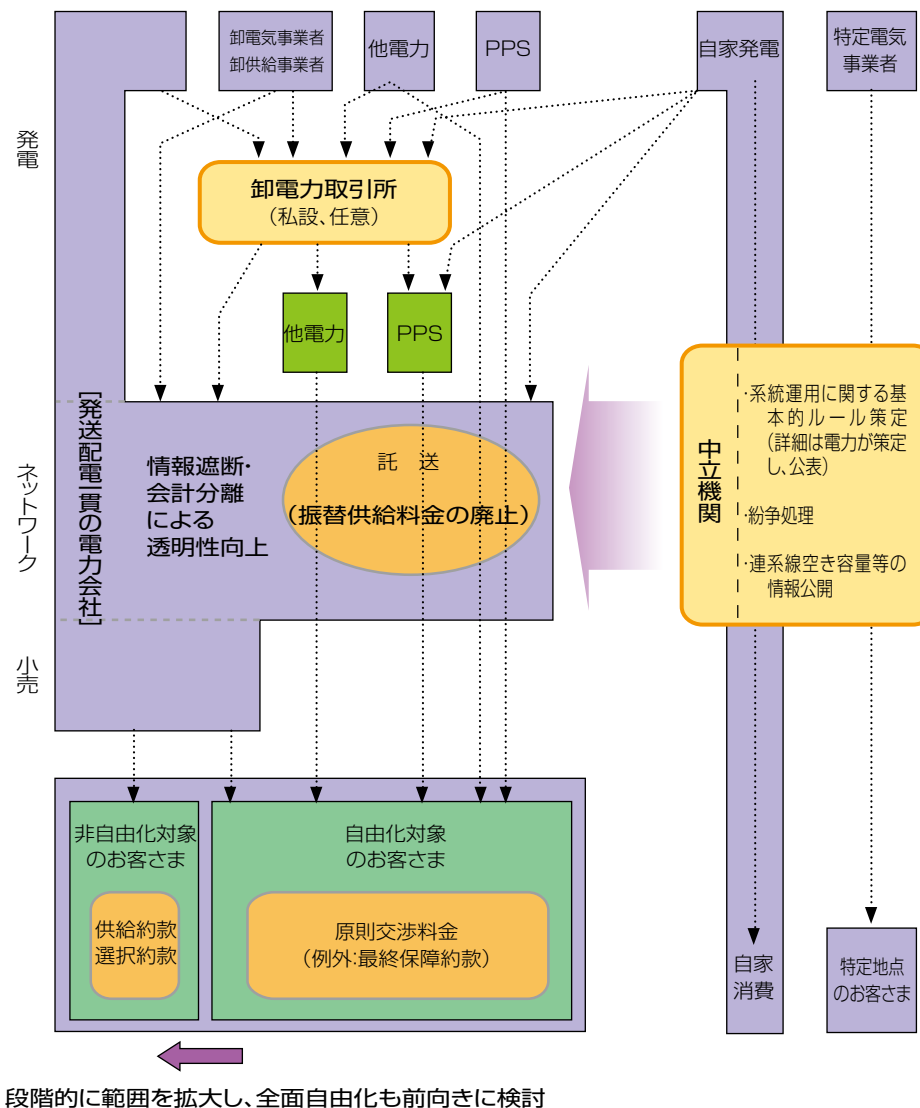 卸電気事業者
卸供給事業者
他電力
PPS
自家発電
特定電気
事業者
発電
卸電力取引所
（私設、任意）
他電力
PPS
ネットワーク
［発送配電一貫の電力会社］
情報遮断・
会計分離
による
透明性向上
託　送
（振替供給料金の廃止）
中立機関
・系統運用に関する基
本的ルール策定
（詳細は電力が策定
し、公表）
・紛争処理
・連系線空き容量等の
情報公開
小売
非自由化対象
のお客さま
供給約款
選択約款
自由化対象
のお客さま
原則交渉料金
（例外：最終保障約款）
自家
消費
特定地点
のお客さま
段階的に範囲を拡大し、全面自由化も前向きに検討